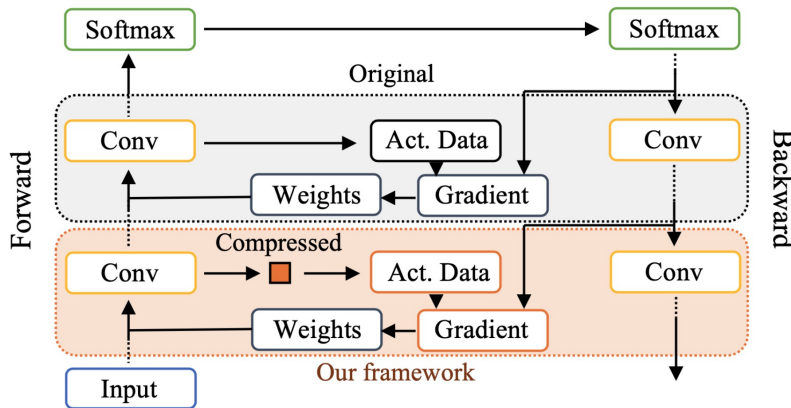 Softmax
Softmax
Original
Conv
Act. Data
Conv
Weights
Gradient
Forward
Backward
Compressed
Conv
Act. Data
Conv
Weights
Gradient
Our framework
Input